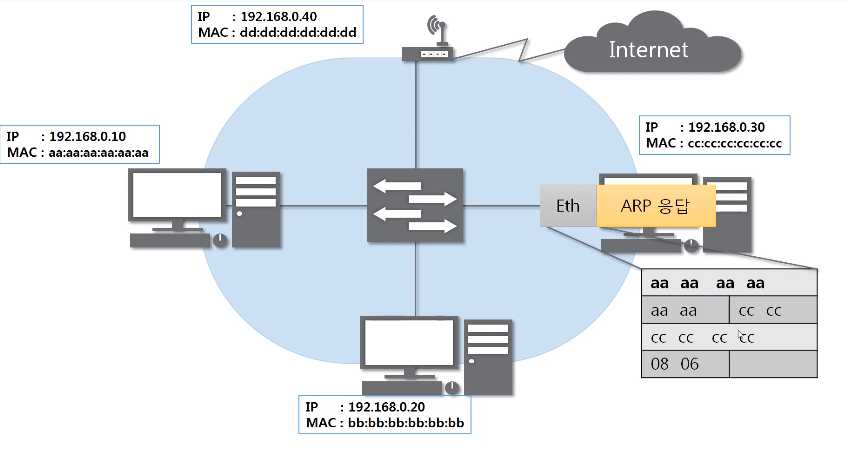 IP : 192.168.0.40
MAC : dd:dd:dd:dd:dd:dd
Internet
IP : 192.168.0.10
MAC : aa:aa:aa:aa:aa:aa
IP : 192.168.0.30
MAC : cc:cc:cc:cc:cc:cc
Eth ARP 응답
aa aa aa aa
aa aa cc cc
cc cc cc cc
08 06
IP : 192.168.0.20
MAC : bb:bb:bb:bb:bb:bb